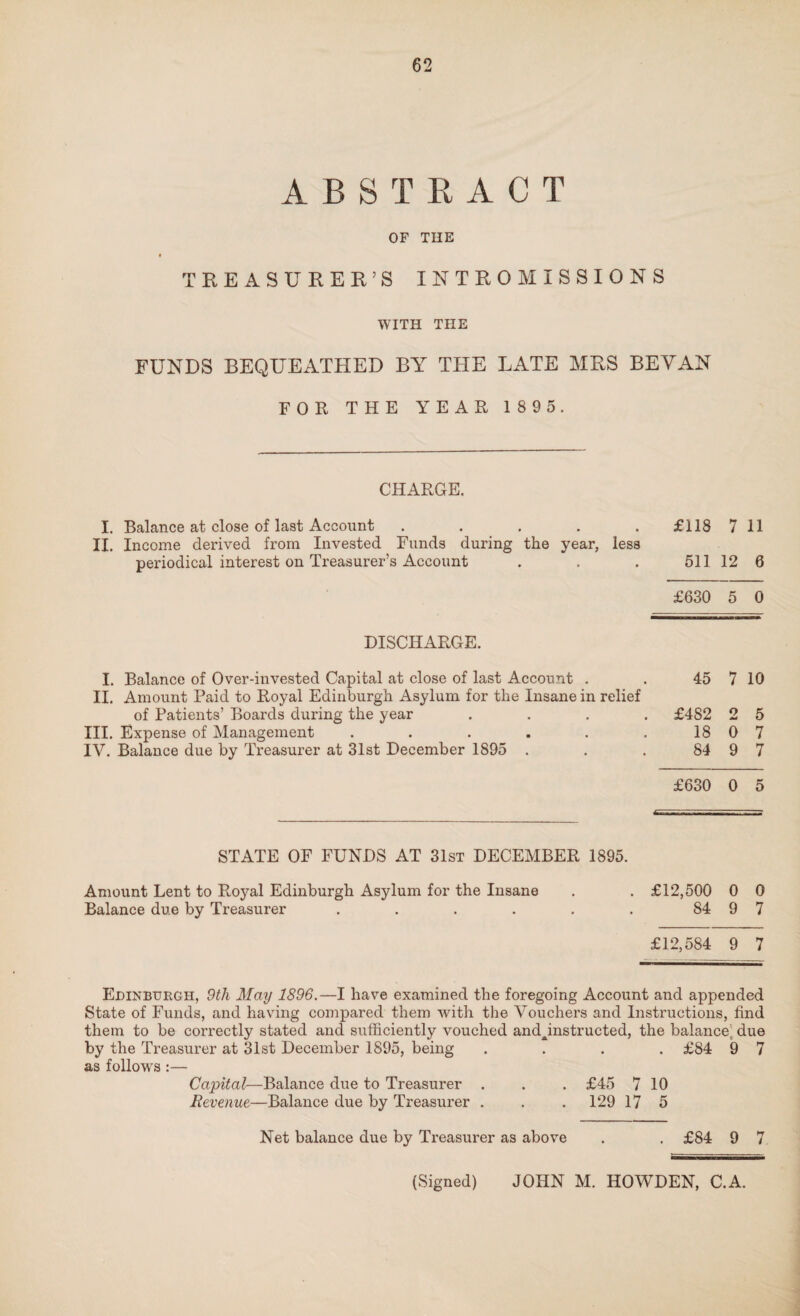 62
ABSTRACT
OF THE
TREASURER'S INTROMISSIONS
WITH THE
FUNDS BEQUEATHED BY THE LATE MRS BEVAN
FOR THE YEAR 1895.
CHARGE.
I. Balance at close of last Account . . . . . £118 7 11
II. Income derived from Invested Funds during the year, less
periodical interest on Treasurer's Account . . . 511 12 6
£630 5 0
DISCHARGE.
I. Balance of Over-invested Capital at close of last Account . . 45 7 10
II. Amount Paid to Royal Edinburgh Asylum for the Insane in relief
of Patients' Boards during the year . . . . £482 2 5
III. Expense of Management . . . . . . 18 0 7
IV. Balance due by Treasurer at 31st December 1895 . . . 84 9 7
£630 0 5
STATE OF FUNDS AT 31ST DECEMBER 1895.
Amount Lent to Royal Edinburgh Asylum for the Insane . . £12,500 0 0
Balance due by Treasurer . . . . . . 84 9 7
£12,584 9 7
EDINBURGH, 9th May 1896.—I have examined the foregoing Account and appended
State of Funds, and having compared them with the Vouchers and Instructions, find
them to be correctly stated and sufficiently vouched and instructed, the balance due
by the Treasurer at 31st December 1895, being . . . . £84 9 7
as follows :—
Capital—Balance due to Treasurer . . . £45 7 10
Revenue—Balance due by Treasurer . . . 129 17 5
Net balance due by Treasurer as above . . £84 9 7
(Signed) JOHN M. HOWDEN, C.A.